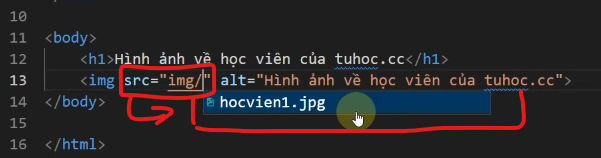 10
11 <body>
12 <h1>Hình ảnh về học viên của tuhoc.cc</h1>
13 <img src="img/" alt="Hình ảnh về học viên của tuhoc.cc">
hocvien1.jpg
14 </body>
15
16 </html>